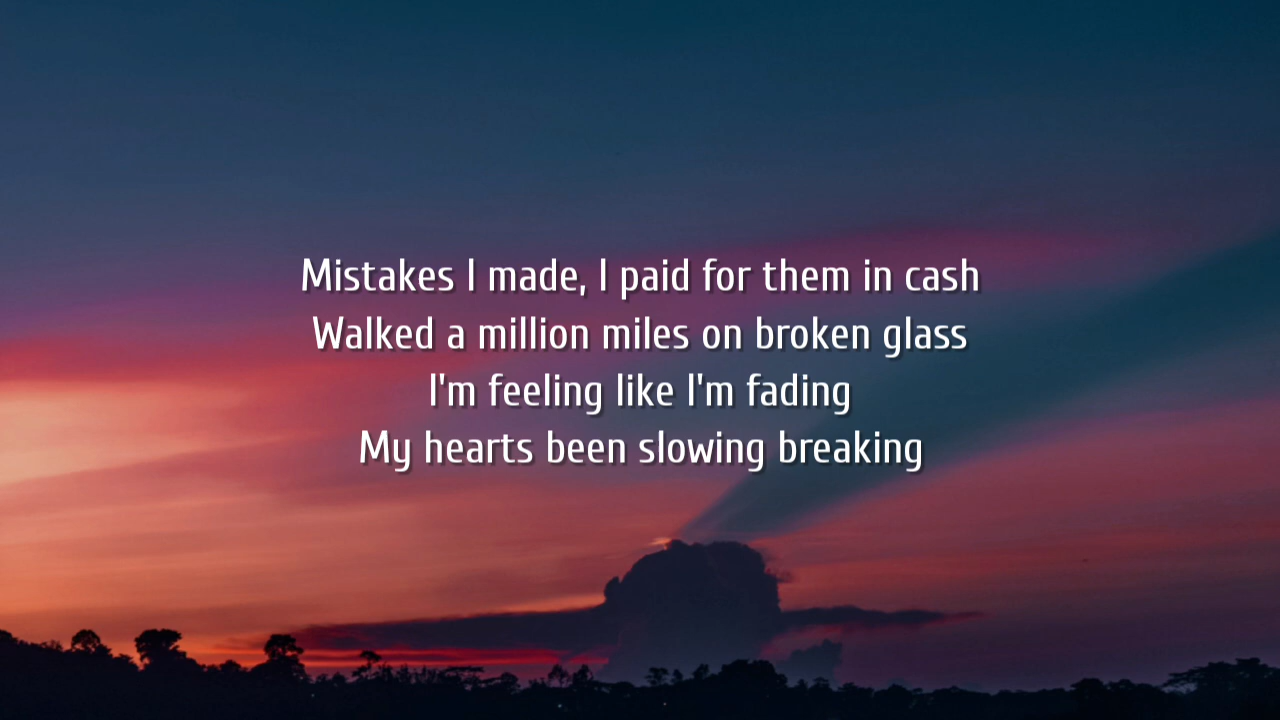 Mistakes I made, I paid for them in cash
Walked a million miles on broken glass
I'm feeling like I'm fading
My hearts been slowing breaking